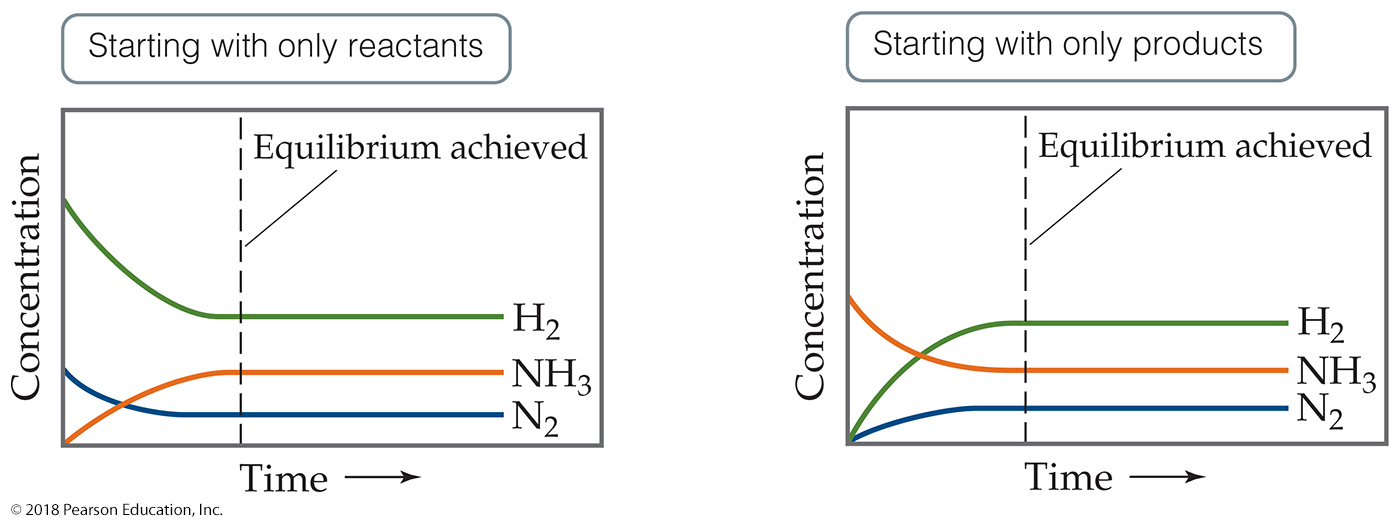 Starting with only reactants
Concentration
Equilibrium achieved
H₂
NH₃
N₂
Time
Starting with only products
Concentration
Equilibrium achieved
H₂
NH₃
N₂
Time
© 2018 Pearson Education, Inc.